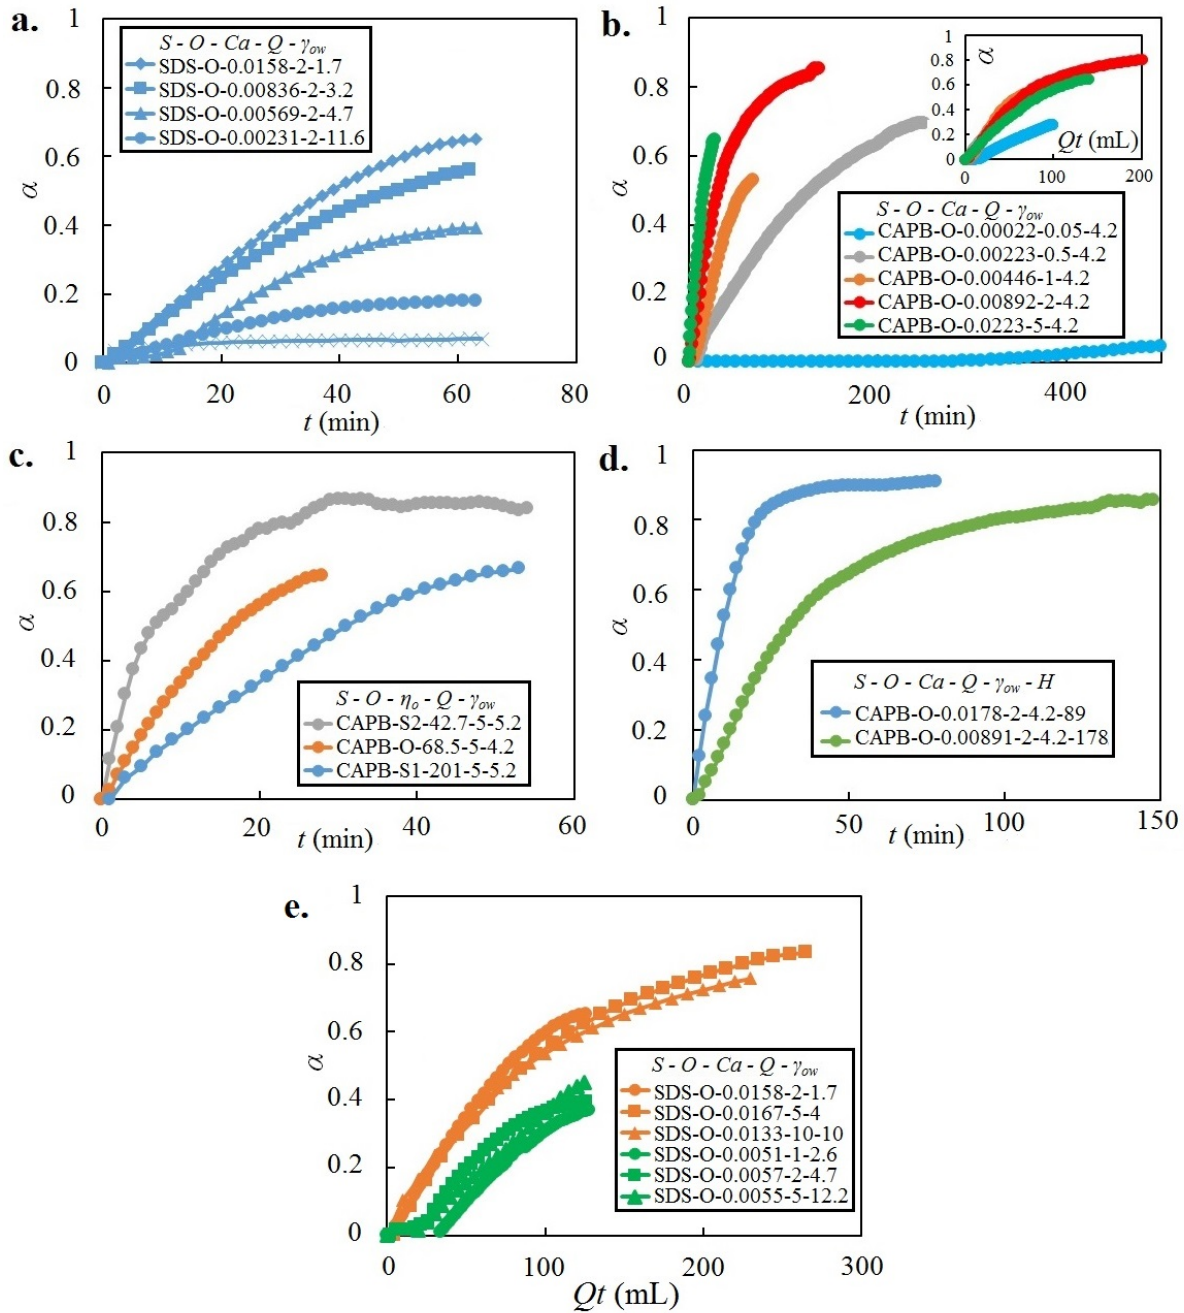 a.
1
0.8
0.6
0.4
0.2
0
α
S - O - Ca - Q - γow
SDS-O-0.0158-2-1.7
SDS-O-0.00836-2-3.2
SDS-O-0.00569-2-4.7
SDS-O-0.00231-2-11.6
0 20 40 60 80
t (min)
b.
1
0.8
0.6
0.4
0.2
0
α
1
0.8
0.6
0.4
0.2
0
α
Qt (mL)
0 100 200
S - O - Ca - Q - γow
CAPB-O-0.00022-0.05-4.2
CAPB-O-0.00223-0.5-4.2
CAPB-O-0.00446-1-4.2
CAPB-O-0.00892-2-4.2
CAPB-O-0.0223-5-4.2
0 200 400
t (min)
c.
1
0.8
0.6
0.4
0.2
0
α
S - O - ηo - Q - γow
CAPB-S2-42.7-5-5.2
CAPB-O-68.5-5-4.2
CAPB-S1-201-5-5.2
0 20 40 60
t (min)
d.
1
0.8
0.6
0.4
0.2
0
α
S - O - Ca - Q - γow - H
CAPB-O-0.0178-2-4.2-89
CAPB-O-0.00891-2-4.2-178
0 50 100 150
t (min)
e.
1
0.8
0.6
0.4
0.2
0
α
S - O - Ca - Q - γow
SDS-O-0.0158-2-1.7
SDS-O-0.0167-5-4
SDS-O-0.0133-10-10
SDS-O-0.0051-1-2.6
SDS-O-0.0057-2-4.7
SDS-O-0.0055-5-12.2
0 100 200 300
Qt (mL)